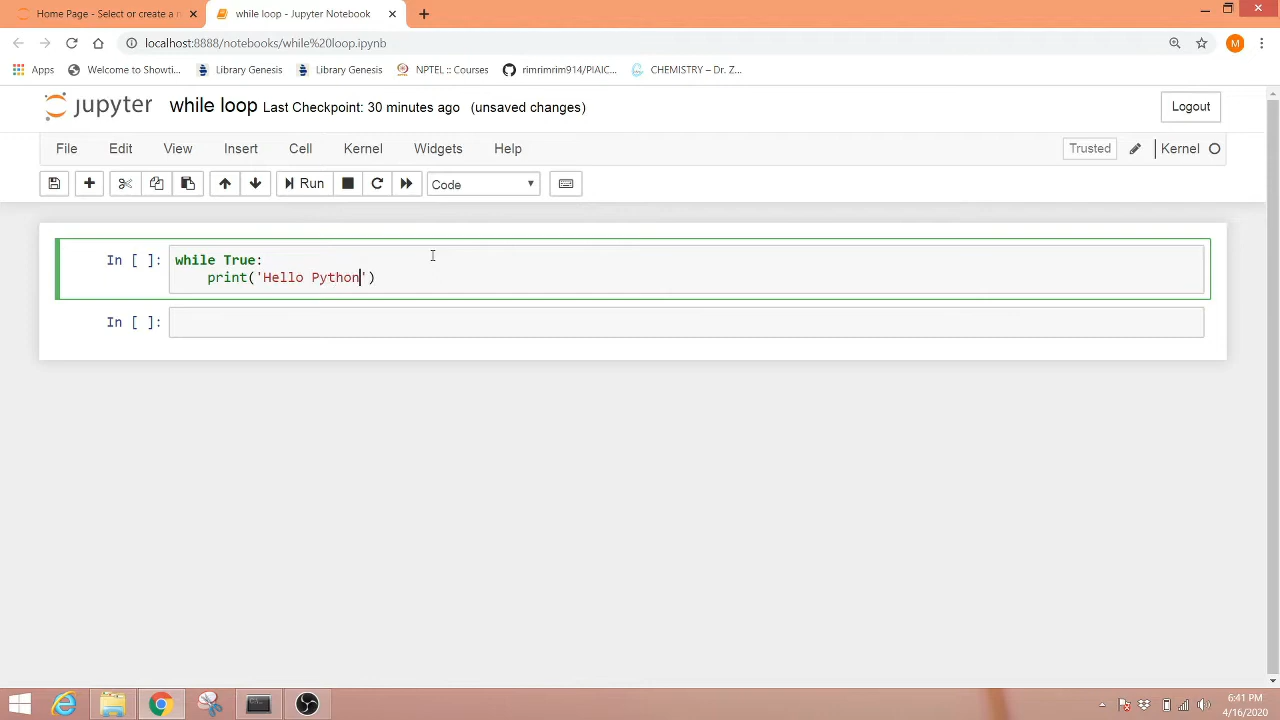 Home Page - Select or create a n
while loop - Jupyter Notebook
localhost:8888/notebooks/while%20loop.ipynb
M
Apps
Welcome to Showti...
Library Genesis
Library Genesis
NPTEL :: Courses
rimrimrim914/PIAIC...
CHEMISTRY – Dr. Z...
jupyter while loop Last Checkpoint: 30 minutes ago (unsaved changes)
Logout
File Edit View Insert Cell Kernel Widgets Help
Trusted
Kernel
Run
Code
In [ ]: while True:
print('Hello Python')
In [ ]:
6:41 PM
4/16/2020